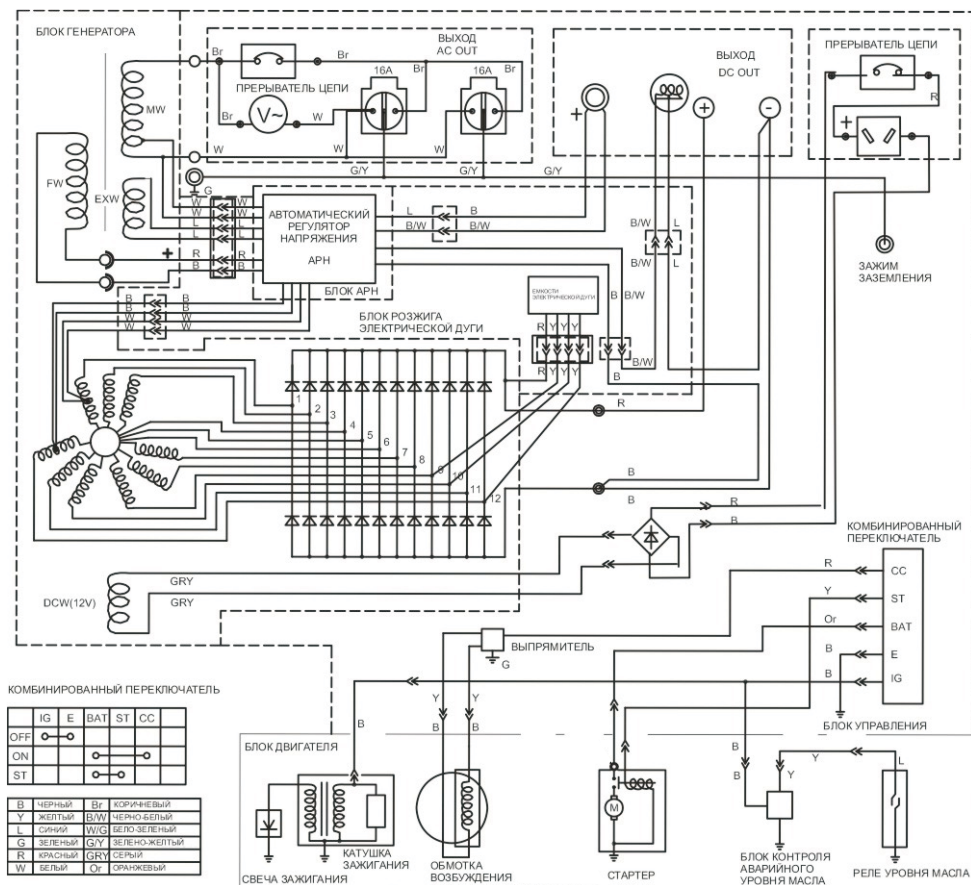 БЛОК ГЕНЕРАТОРА
MW
FW
EXW
Br
ВЫХОД
AC OUT
Br
Br
16A
16A
Br
ПРЕРЫВАТЕЛЬ ЦЕПИ
Br
V~
W
W
W
W
ВЫХОД
DC OUT
+
+
-
ПРЕРЫВАТЕЛЬ ЦЕПИ
R
+
G/Y
G/Y
G/Y
G
W W
W W
L L
L L
R R
B B
+
АВТОМАТИЧЕСКИЙ
РЕГУЛЯТОР
НАПРЯЖЕНИЯ
АРН
БЛОК АРН
L B
B/W B/W
B/W L
B/W L
B B/W
ЗАЖИМ
ЗАЗЕМЛЕНИЯ
B B
B B
W W
W W
БЛОК РОЗЖИГА
ЭЛЕКТРИЧЕСКОЙ ДУГИ
ЕМКОСТИ
ЭЛЕКТРИЧЕСКОЙ ДУГИ
R Y Y Y
R Y Y Y
B/W
B
R
1
2
3
4
5
6
7
8
9
10
11
12
B
B
R
B
DCW(12V)
GRY
GRY
КОМБИНИРОВАННЫЙ
ПЕРЕКЛЮЧАТЕЛЬ
R CC
Y ST
Or BAT
B E
B IG
ВЫПРЯМИТЕЛЬ
G
БЛОК УПРАВЛЕНИЯ
КОМБИНИРОВАННЫЙ ПЕРЕКЛЮЧАТЕЛЬ
IG E BAT ST CC
OFF
ON
ST
B ЧЕРНЫЙ Br КОРИЧНЕВЫЙ
Y ЖЕЛТЫЙ B/W ЧЕРНО-БЕЛЫЙ
L СИНИЙ W/G БЕЛО-ЗЕЛЕНЫЙ
G ЗЕЛЕНЫЙ G/Y ЗЕЛЕНО-ЖЕЛТЫЙ
R КРАСНЫЙ GRY СЕРЫЙ
W БЕЛЫЙ Or ОРАНЖЕВЫЙ
БЛОК ДВИГАТЕЛЯ
B
Y Y
B B
B
B
Y
Y
L
M
СВЕЧА ЗАЖИГАНИЯ
КАТУШКА
ЗАЖИГАНИЯ
ОБМОТКА
ВОЗБУЖДЕНИЯ
СТАРТЕР
БЛОК КОНТРОЛЯ
АВАРИЙНОГО
УРОВНЯ МАСЛА
РЕЛЕ УРОВНЯ МАСЛА